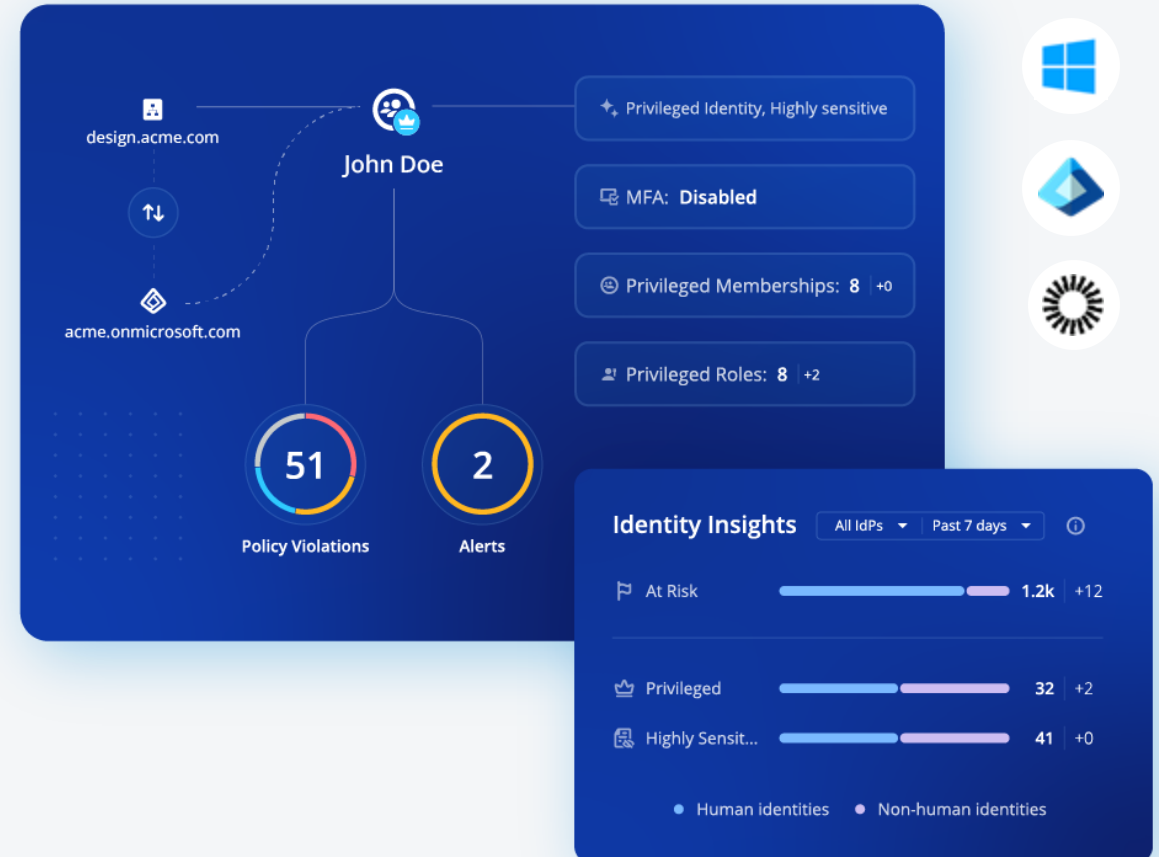 design.acme.com
John Doe
acme.onmicrosoft.com
Privileged Identity, Highly sensitive
MFA: Disabled
Privileged Memberships: 8 +0
Privileged Roles: 8 +2
51
Policy Violations
2
Alerts
Identity Insights All IdPs Past 7 days
At Risk 1.2k +12
Privileged 32 +2
Highly Sensit... 41 +0
Human identities Non-human identities